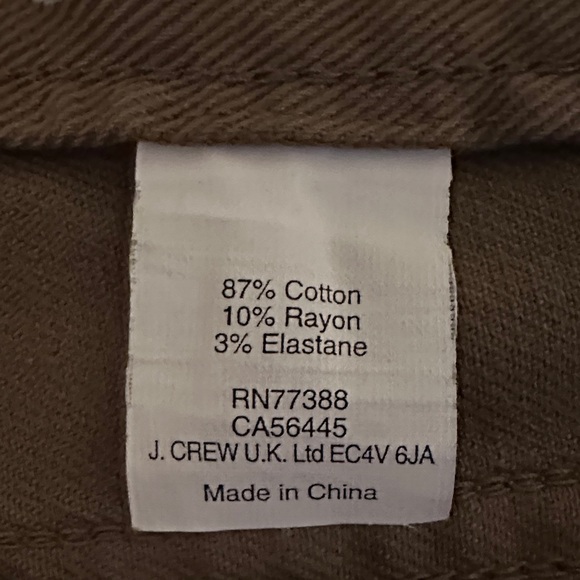 87% Cotton
10% Rayon
3% Elastane
RN77388
CA56445
J. CREW U.K. Ltd EC4V 6JA
Made in China